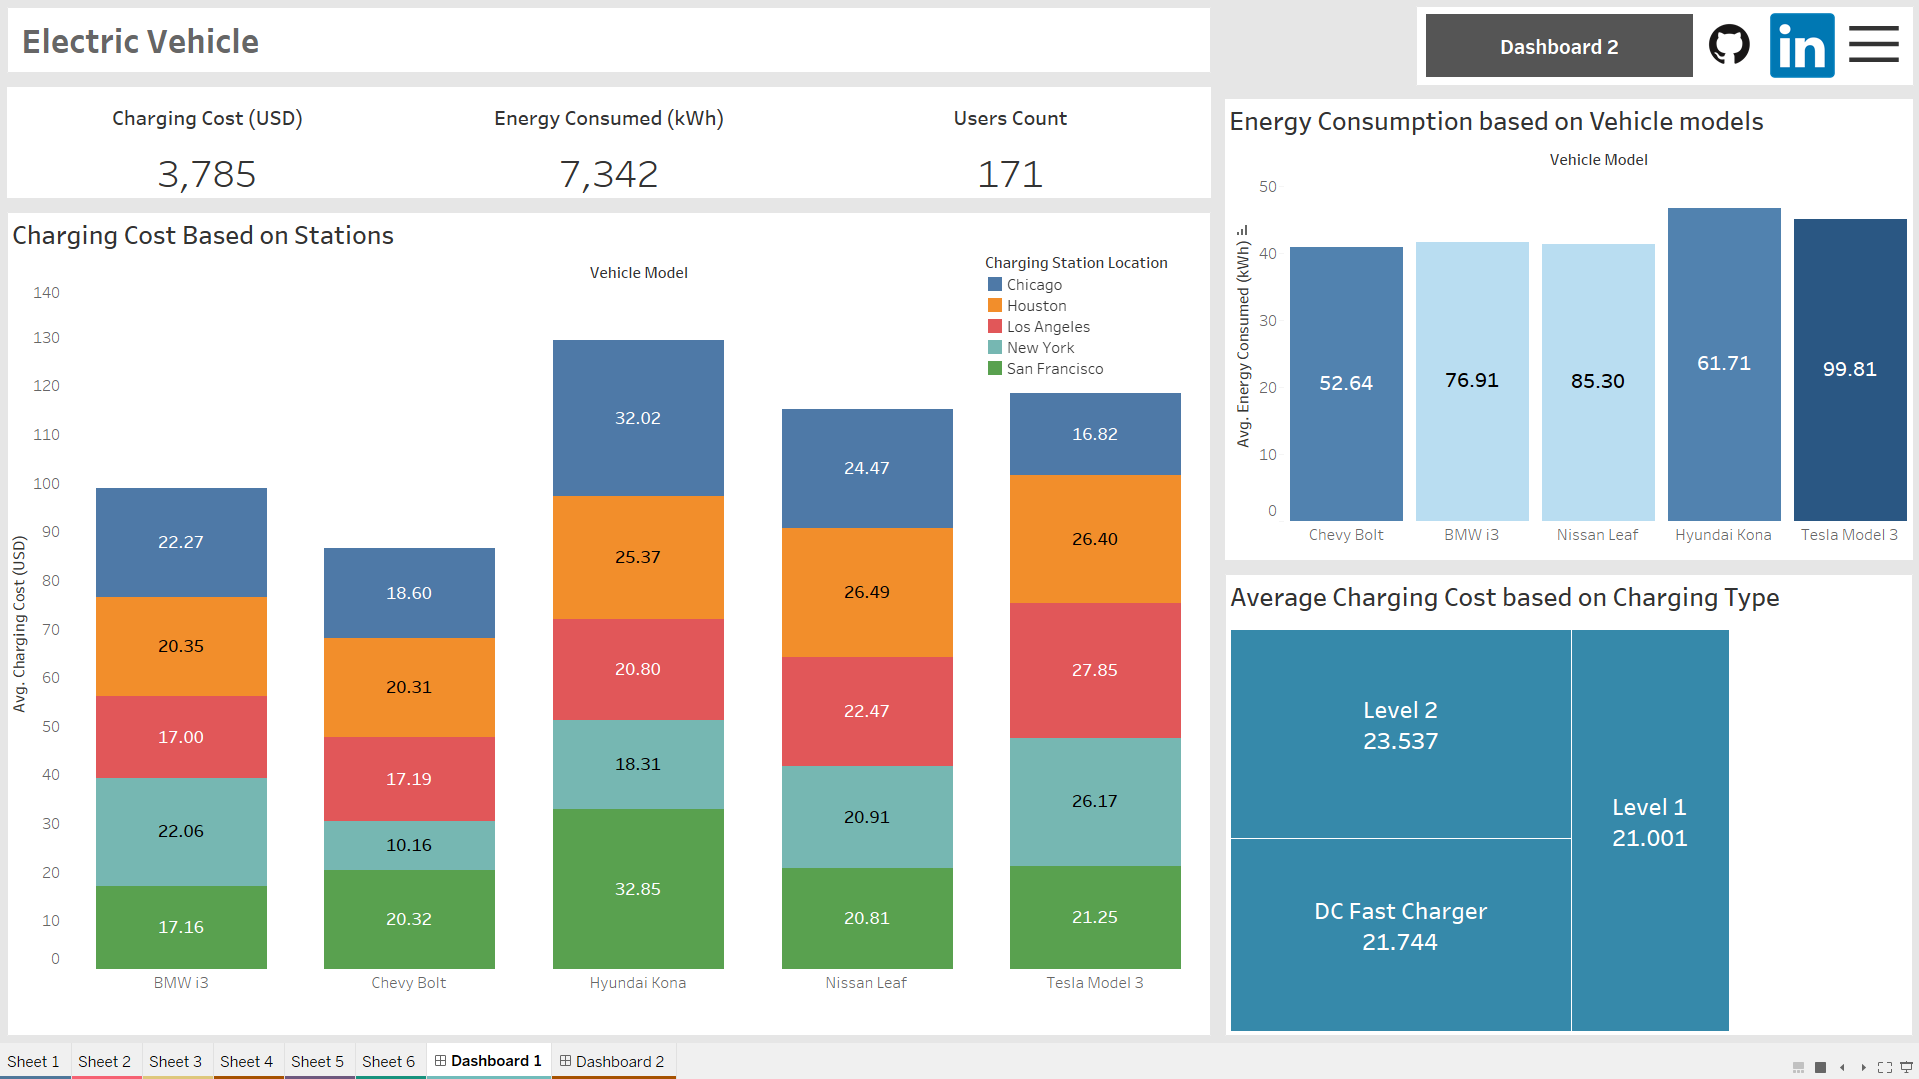 Electric Vehicle
Dashboard 2
in
Charging Cost (USD)
3,785
Energy Consumed (kWh)
7,342
Users Count
171
Charging Cost Based on Stations
Vehicle Model
Charging Station Location
Chicago
Houston
Los Angeles
New York
San Francisco
Avg. Charging Cost (USD)
140
130
120
110
100
90
80
70
60
50
40
30
20
10
0
22.27
20.35
17.00
22.06
17.16
18.60
20.31
17.19
10.16
20.32
32.02
25.37
20.80
18.31
32.85
24.47
26.49
22.47
20.91
20.81
16.82
26.40
27.85
26.17
21.25
BMW i3
Chevy Bolt
Hyundai Kona
Nissan Leaf
Tesla Model 3
Energy Consumption based on Vehicle models
Vehicle Model
Avg. Energy Consumed (kWh)
50
40
30
20
10
0
52.64
76.91
85.30
61.71
99.81
Chevy Bolt
BMW i3
Nissan Leaf
Hyundai Kona
Tesla Model 3
Average Charging Cost based on Charging Type
Level 2
23.537
DC Fast Charger
21.744
Level 1
21.001
Sheet 1
Sheet 2
Sheet 3
Sheet 4
Sheet 5
Sheet 6
Dashboard 1
Dashboard 2